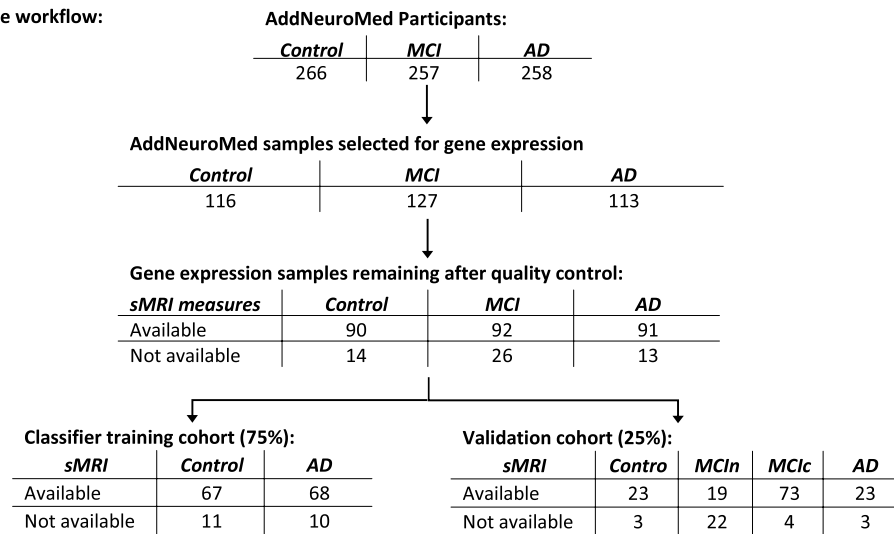 e workflow:
AddNeuroMed Participants:
Control MCI AD
266 257 258
AddNeuroMed samples selected for gene expression
Control MCI AD
116 127 113
Gene expression samples remaining after quality control:
sMRI measures Control MCI AD
Available 90 92 91
Not available 14 26 13
Classifier training cohort (75%):
sMRI Control AD
Available 67 68
Not available 11 10
Validation cohort (25%):
sMRI Contro MCIn MCIc AD
Available 23 19 73 23
Not available 3 22 4 3